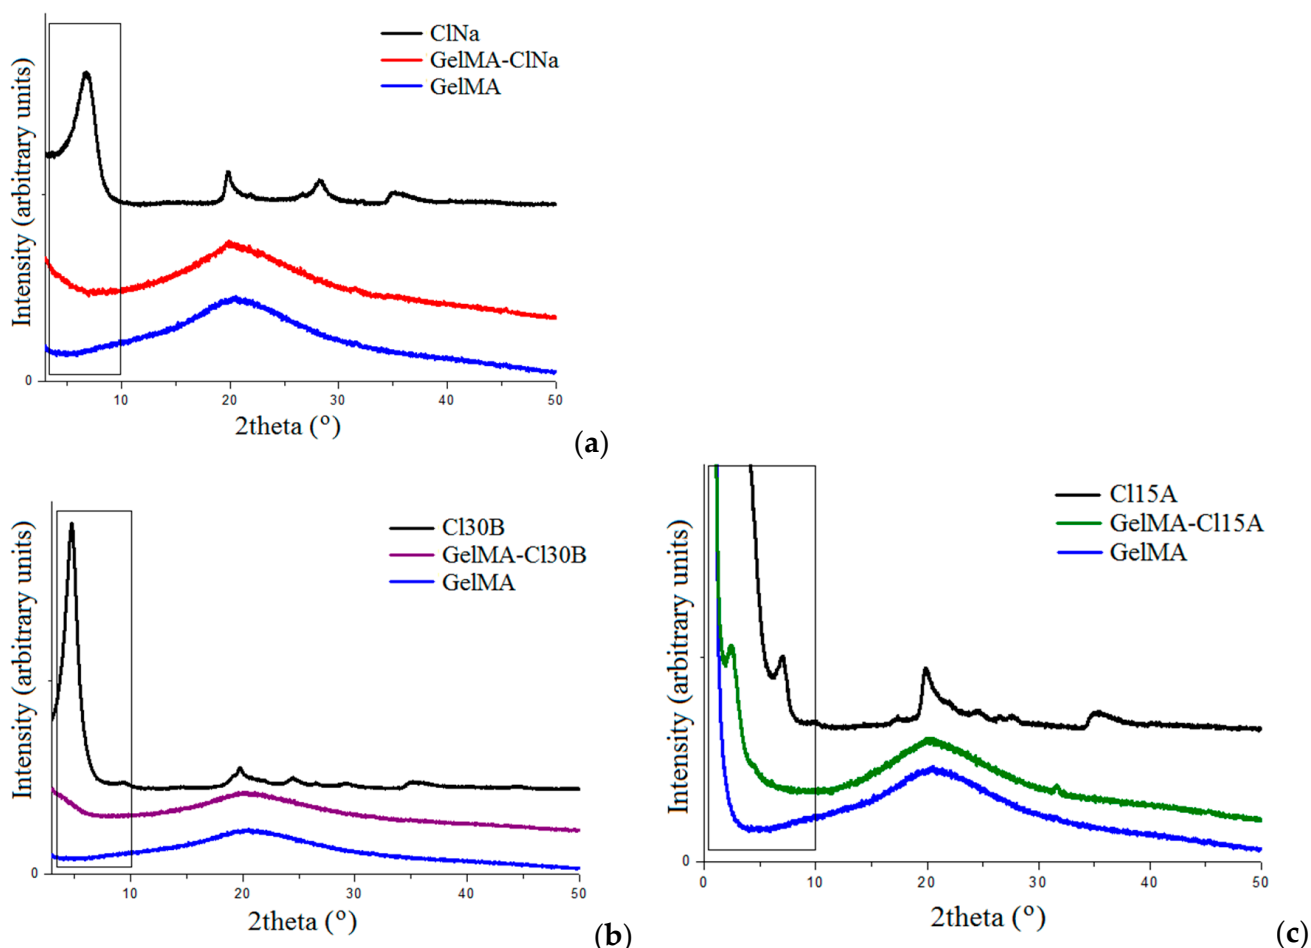 ClNa
GelMA-ClNa
GelMA
Intensity (arbitrary units)
0
10 20 30 40 50
2theta (°)
(a)
Cl30B
GelMA-Cl30B
GelMA
Intensity (arbitrary units)
0
10 20 30 40 50
2theta (°)
(b)
Cl15A
GelMA-Cl15A
GelMA
Intensity (arbitrary units)
0
0 10 20 30 40 50
2theta (°)
(c)